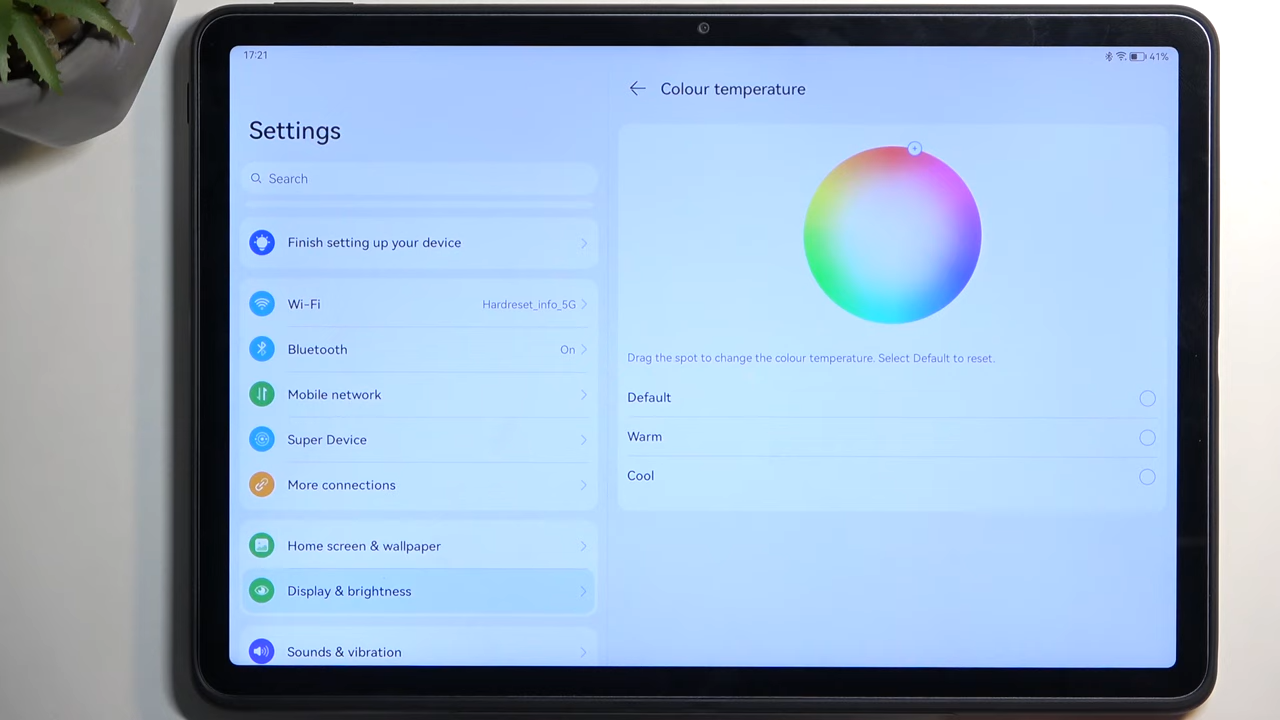 17:21
41%
Settings
Search
Finish setting up your device
Wi-Fi
Hardreset_info_5G
Bluetooth
On
Mobile network
Super Device
More connections
Home screen & wallpaper
Display & brightness
Sounds & vibration
Colour temperature
Drag the spot to change the colour temperature. Select Default to reset.
Default
Warm
Cool